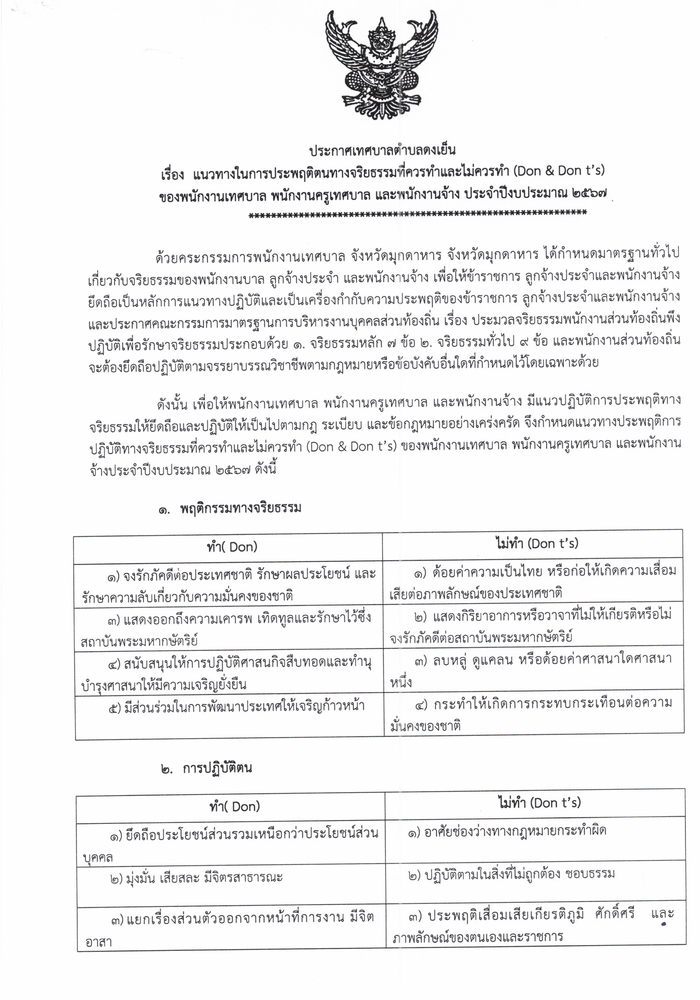 ประกาศเทศบาลตำบลดงเย็น
เรื่อง แนวทางในการประพฤติตนทางจริยธรรมที่ควรทำและไม่ควรทำ (Don & Don t's)
ของพนักงานเทศบาล พนักงานครูเทศบาล และพนักงานจ้าง ประจำปีงบประมาณ ๒๕๖๗
*************************************************************
ด้วยคระกรรมการพนักงานเทศบาล จังหวัดมุกดาหาร จังหวัดมุกดาหาร ได้กำหนดมาตรฐานทั่วไป
เกี่ยวกับจริยธรรมของพนักงานบาล ลูกจ้างประจำ และพนักงานจ้าง เพื่อให้ข้าราชการ ลูกจ้างประจำและพนักงานจ้าง
ยึดถือเป็นหลักการแนวทางปฏิบัติและเป็นเครื่องกำกับความประพฤติของข้าราชการ ลูกจ้างประจำและพนักงานจ้าง
และประกาศคณะกรรมการมาตรฐานการบริหารงานบุคคลส่วนท้องถิ่น เรื่อง ประมวลจริยธรรมพนักงานส่วนท้องถิ่นพึง
ปฏิบัติเพื่อรักษาจริยธรรมประกอบด้วย ๑. จริยธรรมหลัก ๗ ข้อ ๒. จริยธรรมทั่วไป ๙ ข้อ และพนักงานส่วนท้องถิ่น
จะต้องยึดถือปฏิบัติตามจรรยาบรรณวิชาชีพตามกฎหมายหรือข้อบังคับอื่นใดที่กำหนดไว้โดยเฉพาะด้วย
ดังนั้น เพื่อให้พนักงานเทศบาล พนักงานครูเทศบาล และพนักงานจ้าง มีแนวปฏิบัติการประพฤติทาง
จริยธรรมให้ยึดถือและปฏิบัติให้เป็นไปตามกฎ ระเบียบ และข้อกฎหมายอย่างเคร่งครัด จึงกำหนดแนวทางประพฤติการ
ปฏิบัติทางจริยธรรมที่ควรทำและไม่ควรทำ (Don & Don t's) ของพนักงานเทศบาล พนักงานครูเทศบาล และพนักงาน
จ้างประจำปีงบประมาณ ๒๕๖๗ ดังนี้
๑. พฤติกรรมทางจริยธรรม
ทำ( Don)
ไม่ทำ (Don t's)
๑) จงรักภักดีต่อประเทศชาติ รักษาผลประโยชน์ และ
รักษาความลับเกี่ยวกับความมั่นคงของชาติ
๑) ด้อยค่าความเป็นไทย หรือก่อให้เกิดความเสื่อม
เสียต่อภาพลักษณ์ของประเทศชาติ
๓) แสดงออกถึงความเคารพ เทิดทูลและรักษาไว้ซึ่ง
สถาบันพระมหากษัตริย์
๒) แสดงกิริยาอาการหรือวาจาที่ไม่ให้เกียรติหรือไม่
จงรักภักดีต่อสถาบันพระมหากษัตริย์
๔) สนับสนุนให้การปฏิบัติศาสนกิจสืบทอดและทำนุ
บำรุงศาสนาให้มีความเจริญยั่งยืน
๓) ลบหลู่ ดูแคลน หรือด้อยค่าศาสนาใดศาสนา
หนึ่ง
๕) มีส่วนร่วมในการพัฒนาประเทศให้เจริญก้าวหน้า
๔) กระทำให้เกิดการกระทบกระเทือนต่อความ
มั่นคงของชาติ
๒. การปฏิบัติตน
ทำ( Don)
ไม่ทำ (Don t's)
๑) ยึดถือประโยชน์ส่วนรวมเหนือกว่าประโยชน์ส่วน
บุคคล
๑) อาศัยช่องว่างทางกฎหมายกระทำผิด
๒) มุ่งมั่น เสียสละ มีจิตรสาธารณะ
๒) ปฏิบัติตามในสิ่งที่ไม่ถูกต้อง ชอบธรรม
๓) แยกเรื่องส่วนตัวออกจากหน้าที่การงาน มีจิต
อาสา
๓) ประพฤติเสื่อมเสียเกียรติภูมิ ศักดิ์ศรี และ
ภาพลักษณ์ของตนเองและราชการ